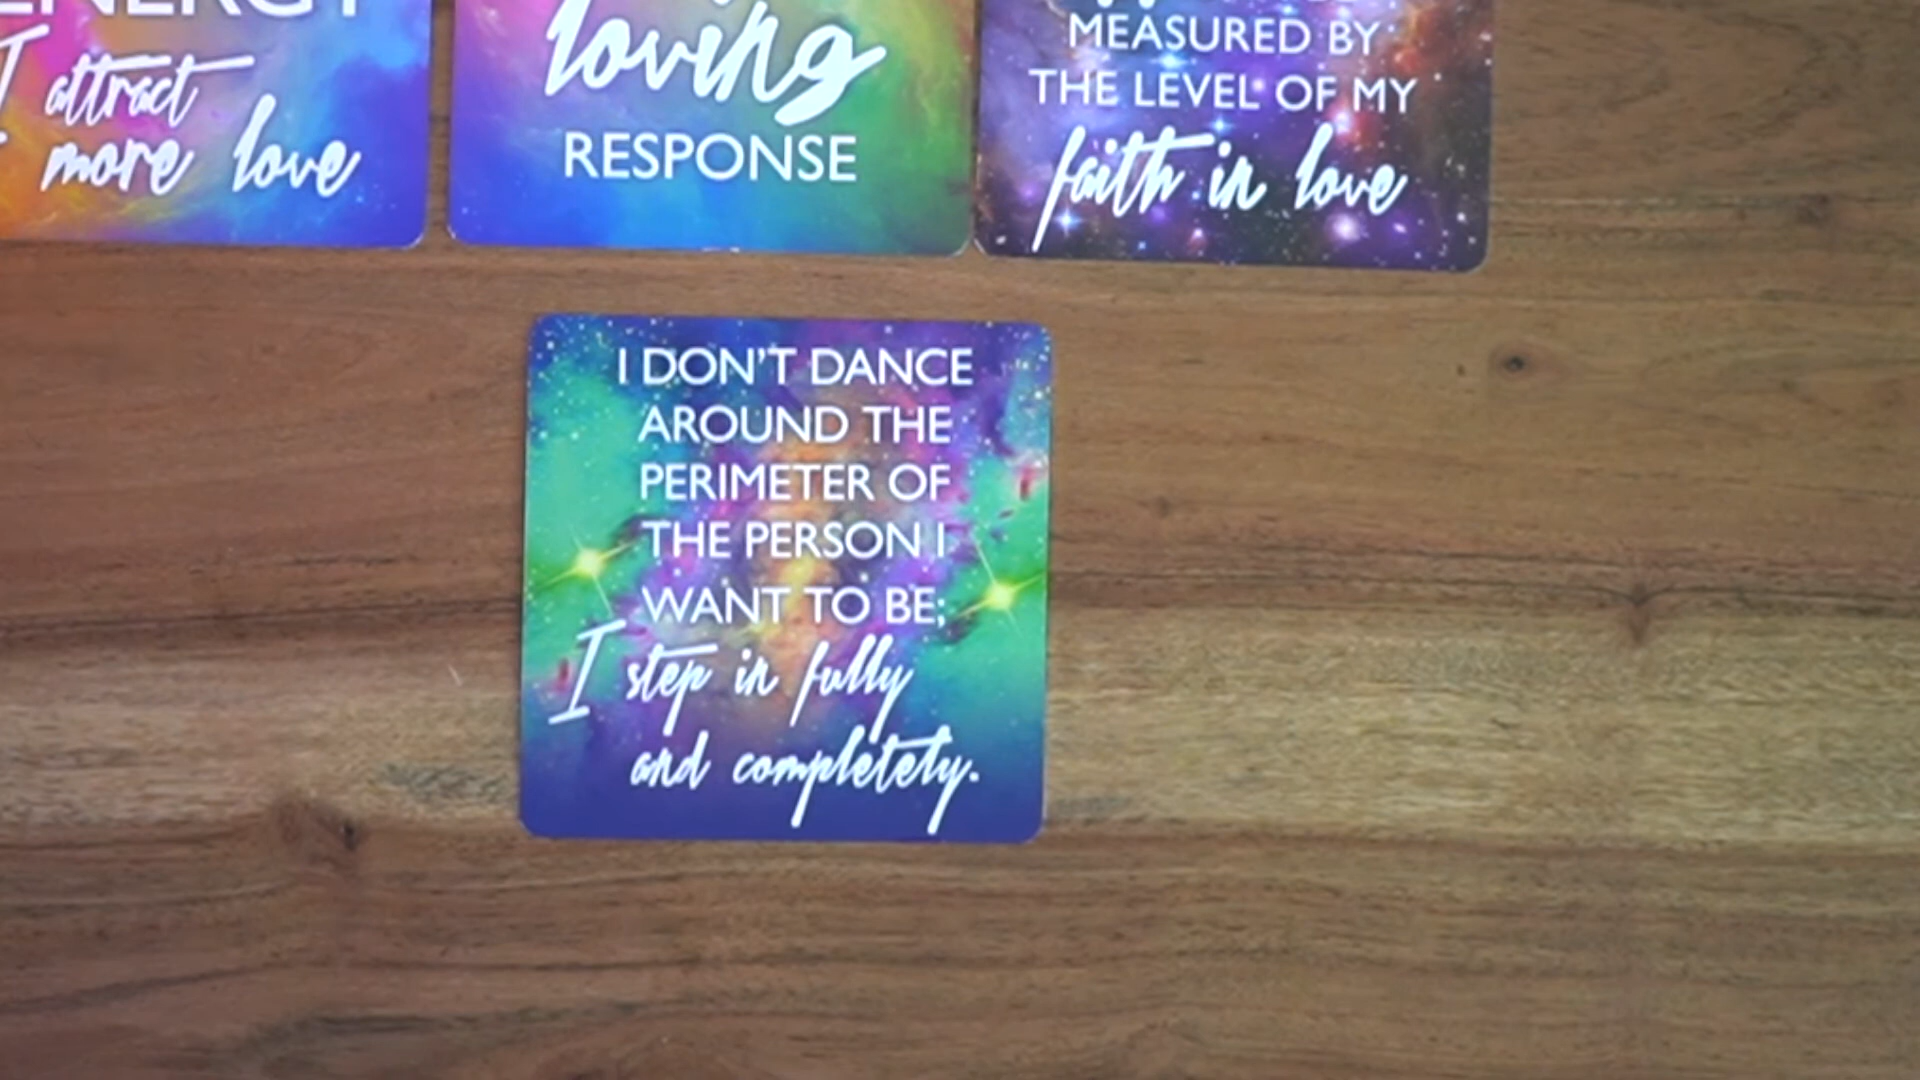 ENERGY
I attract
more love
loving
RESPONSE
MEASURED BY
THE LEVEL OF MY
faith in love
I DON'T DANCE
AROUND THE
PERIMETER OF
THE PERSON I
WANT TO BE;
I step in fully
and completely.